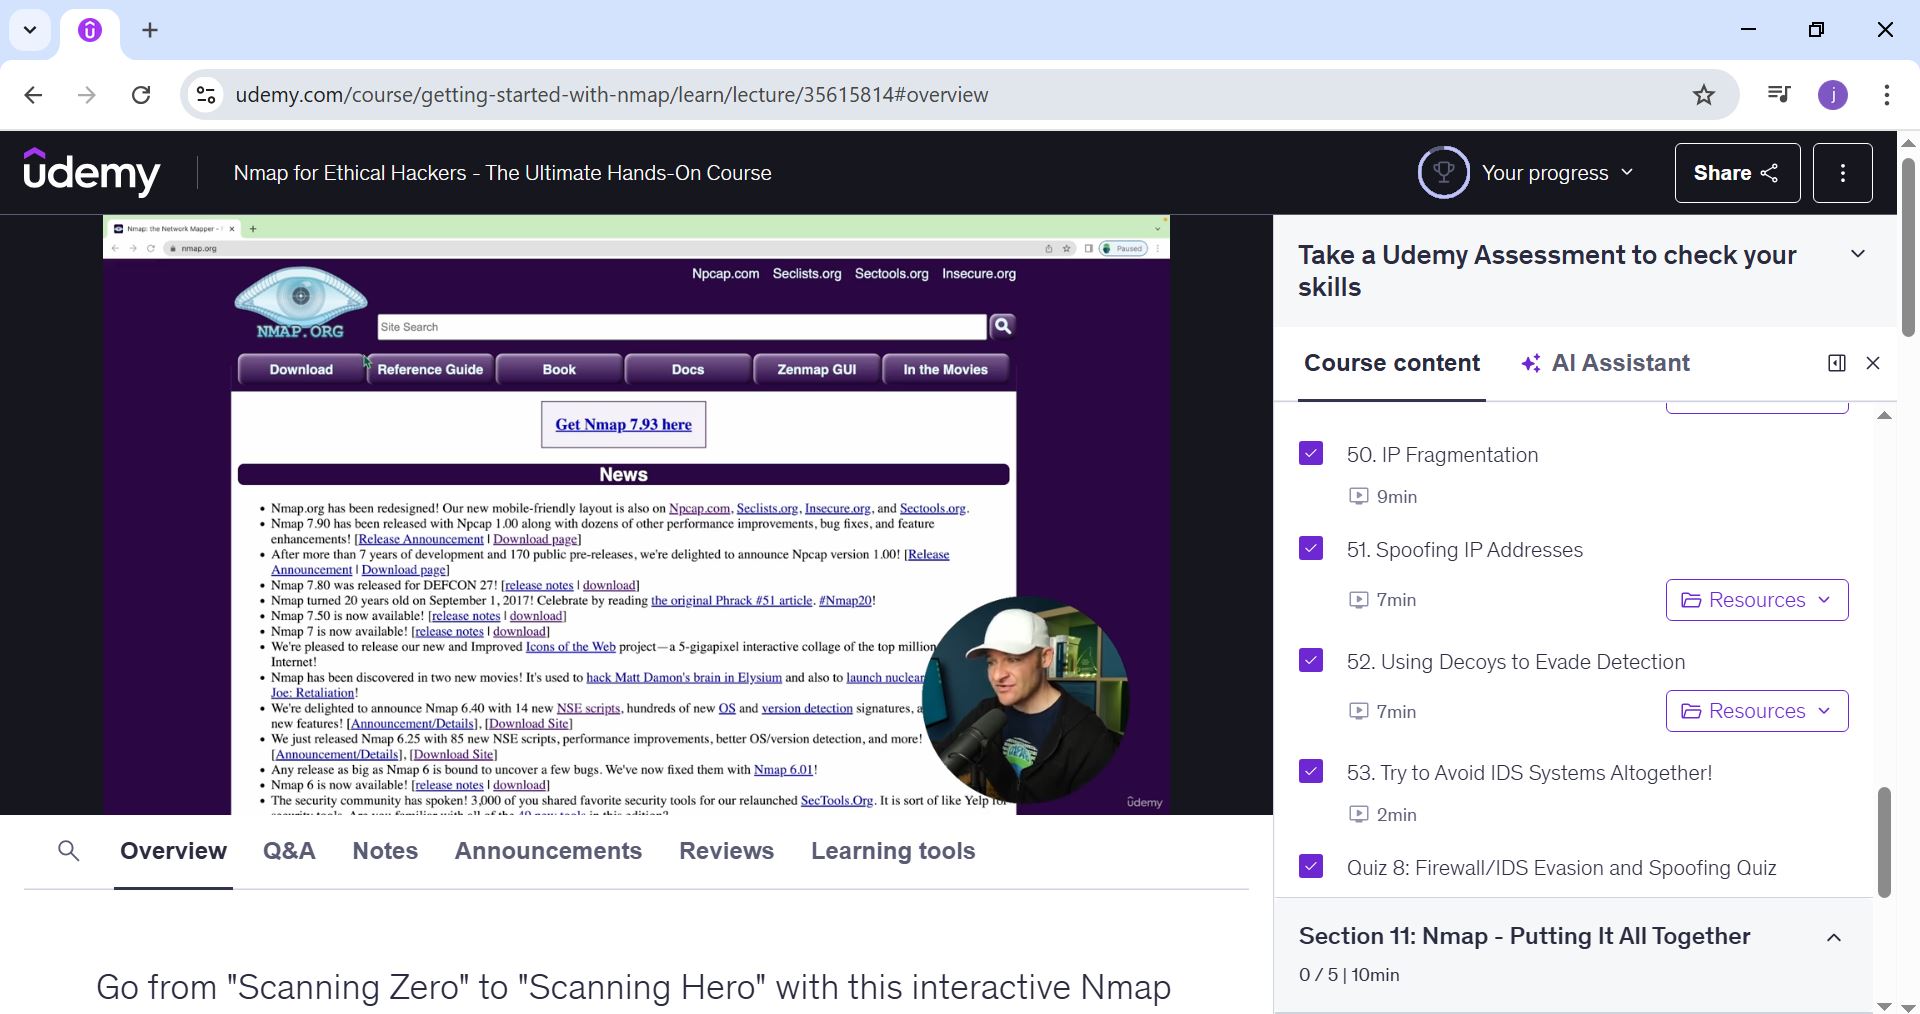 udemy.com/course/getting-started-with-nmap/learn/lecture/35615814#overview
j
ûdemy
Nmap for Ethical Hackers - The Ultimate Hands-On Course
Your progress
Share
Nmap: the Network Mapper -
nmap.org
Paused
Npcap.com Seclists.org Sectools.org Insecure.org
NMAP.ORG
Site Search
Download
Reference Guide
Book
Docs
Zenmap GUI
In the Movies
Get Nmap 7.93 here
News
• Nmap.org has been redesigned! Our new mobile-friendly layout is also on Npcap.com, Seclists.org, Insecure.org, and Sectools.org.
• Nmap 7.90 has been released with Npcap 1.00 along with dozens of other performance improvements, bug fixes, and feature
enhancements! [Release Announcement | Download page]
• After more than 7 years of development and 170 public pre-releases, we're delighted to announce Npcap version 1.00! [Release
Announcement | Download page]
• Nmap 7.80 was released for DEFCON 27! [release notes | download]
• Nmap turned 20 years old on September 1, 2017! Celebrate by reading the original Phrack #51 article. #Nmap20!
• Nmap 7.50 is now available! [release notes | download]
• Nmap 7 is now available! [release notes | download]
• We're pleased to release our new and Improved Icons of the Web project—a 5-gigapixel interactive collage of the top million
Internet!
• Nmap has been discovered in two new movies! It's used to hack Matt Damon's brain in Elysium and also to launch nuclear
Joe: Retaliation!
• We're delighted to announce Nmap 6.40 with 14 new NSE scripts, hundreds of new OS and version detection signatures, a
new features! [Announcement/Details], [Download Site]
• We just released Nmap 6.25 with 85 new NSE scripts, performance improvements, better OS/version detection, and more!
[Announcement/Details], [Download Site]
• Any release as big as Nmap 6 is bound to uncover a few bugs. We've now fixed them with Nmap 6.01!
• Nmap 6 is now available! [release notes | download]
• The security community has spoken! 3,000 of you shared favorite security tools for our relaunched SecTools.Org. It is sort of like Yelp for
ûdemy
Overview
Q&A
Notes
Announcements
Reviews
Learning tools
Go from "Scanning Zero" to "Scanning Hero" with this interactive Nmap
Take a Udemy Assessment to check your
skills
Course content
AI Assistant
50. IP Fragmentation
9min
51. Spoofing IP Addresses
7min
Resources
52. Using Decoys to Evade Detection
7min
Resources
53. Try to Avoid IDS Systems Altogether!
2min
Quiz 8: Firewall/IDS Evasion and Spoofing Quiz
Section 11: Nmap - Putting It All Together
0 / 5 | 10min